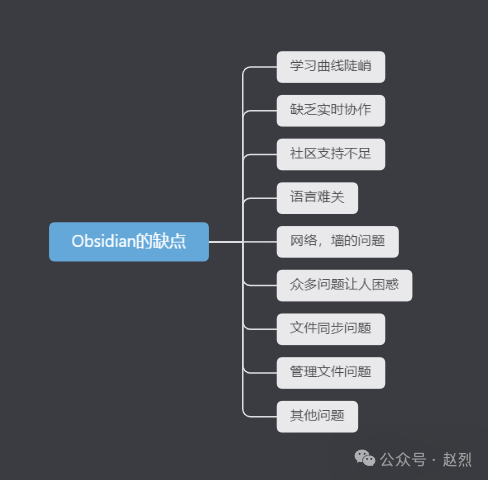 学习曲线陡峭
缺乏实时协作
社区支持不足
语言难关
Obsidian的缺点
网络，墙的问题
众多问题让人困惑
文件同步问题
管理文件问题
其他问题
公众号·赵烈